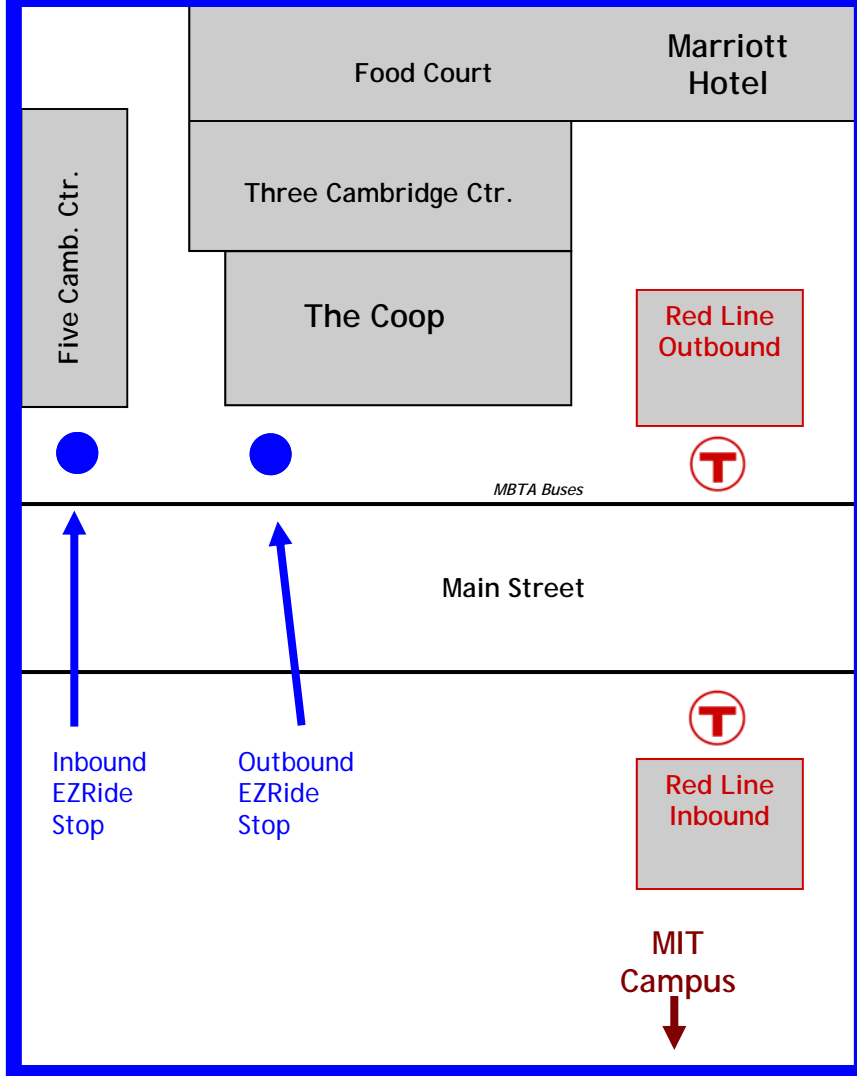 Food Court
Marriott
Hotel
Five Camb. Ctr.
Three Cambridge Ctr.
The Coop
Red Line
Outbound
T
MBTA Buses
Main Street
T
Inbound
EZRide
Stop
Outbound
EZRide
Stop
Red Line
Inbound
MIT
Campus